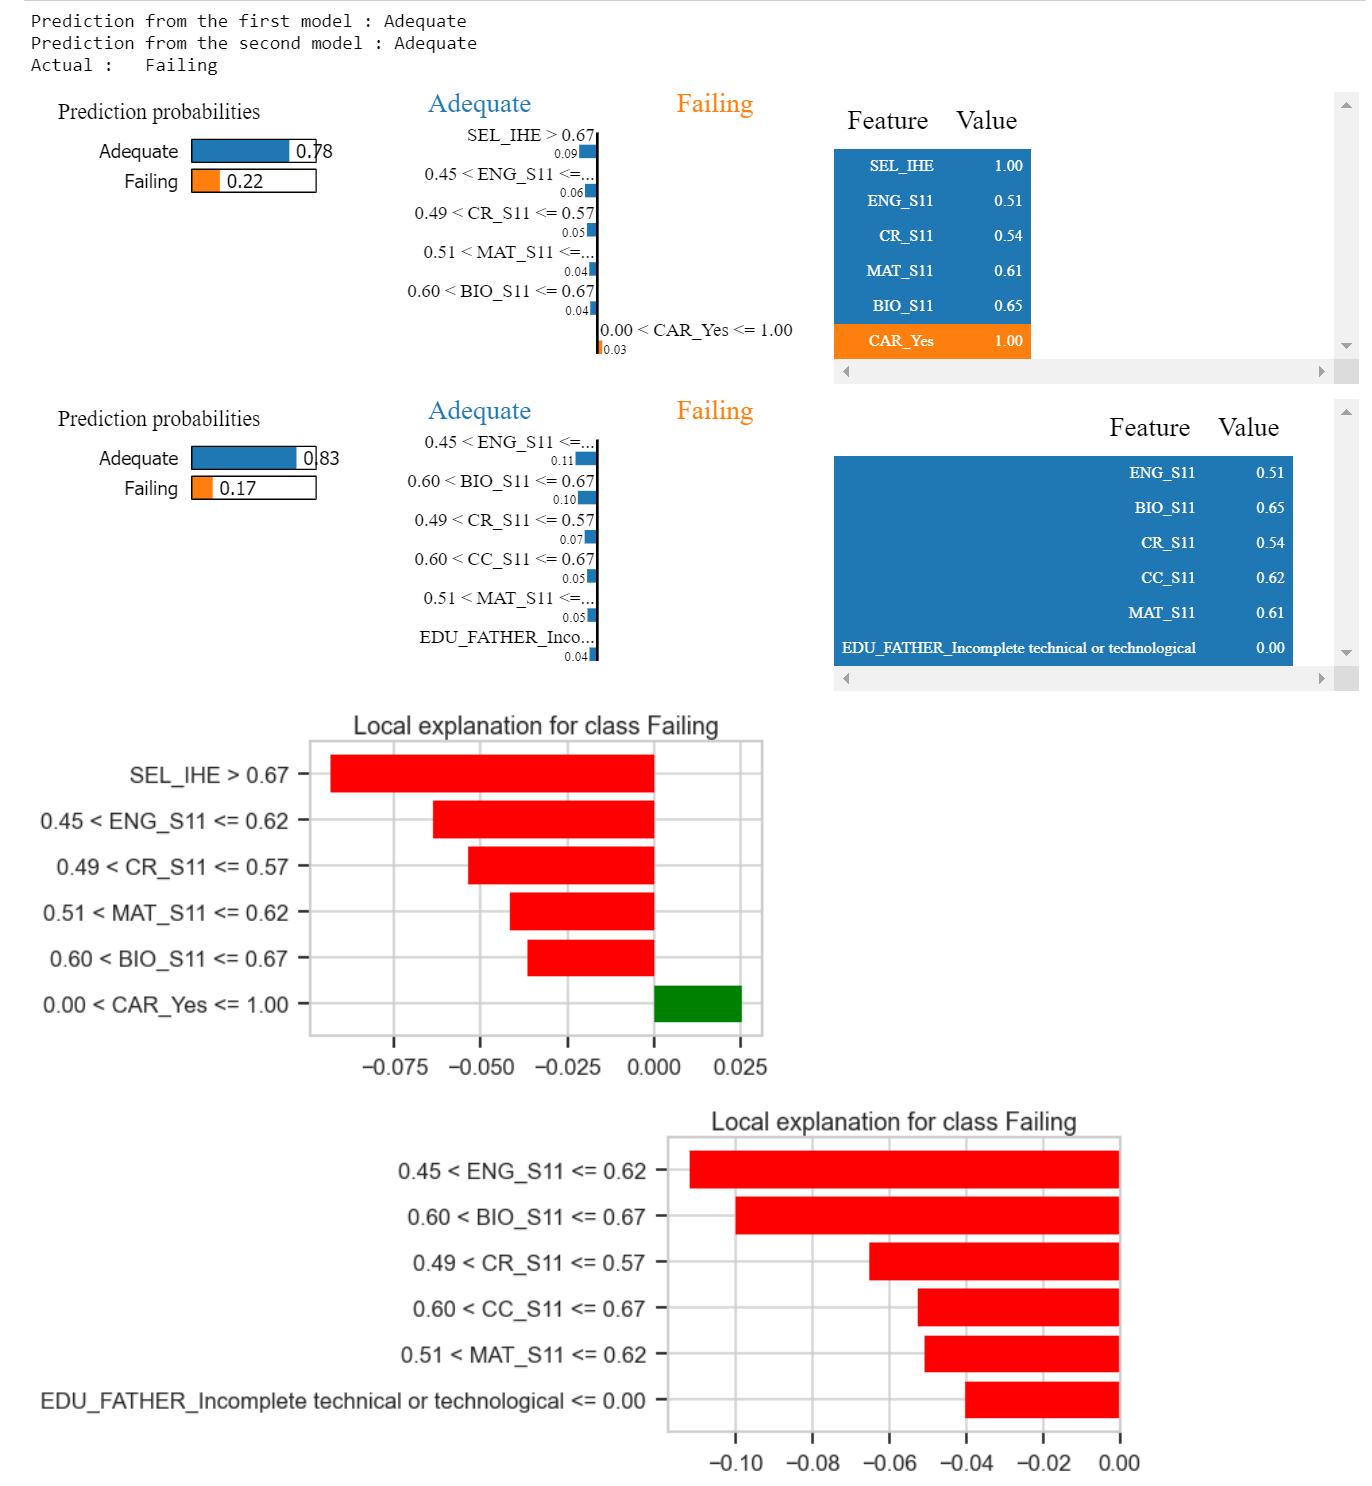 Prediction from the first model : Adequate
Prediction from the second model : Adequate
Actual :   Failing
Prediction probabilities
Adequate 0.78
Failing 0.22
Adequate Failing
SEL_IHE > 0.67
0.09
0.45 < ENG_S11 <=...
0.06
0.49 < CR_S11 <= 0.57
0.05
0.51 < MAT_S11 <=...
0.04
0.60 < BIO_S11 <= 0.67
0.04
0.00 < CAR_Yes <= 1.00
0.03
Feature Value
SEL_IHE 1.00
ENG_S11 0.51
CR_S11 0.54
MAT_S11 0.61
BIO_S11 0.65
CAR_Yes 1.00
Prediction probabilities
Adequate 0.83
Failing 0.17
Adequate Failing
0.45 < ENG_S11 <=...
0.11
0.60 < BIO_S11 <= 0.67
0.10
0.49 < CR_S11 <= 0.57
0.07
0.60 < CC_S11 <= 0.67
0.05
0.51 < MAT_S11 <=...
0.05
EDU_FATHER_Inco...
0.04
Feature Value
ENG_S11 0.51
BIO_S11 0.65
CR_S11 0.54
CC_S11 0.62
MAT_S11 0.61
EDU_FATHER_Incomplete technical or technological 0.00
Local explanation for class Failing
SEL_IHE > 0.67
0.45 < ENG_S11 <= 0.62
0.49 < CR_S11 <= 0.57
0.51 < MAT_S11 <= 0.62
0.60 < BIO_S11 <= 0.67
0.00 < CAR_Yes <= 1.00
−0.075 −0.050 −0.025 0.000 0.025
Local explanation for class Failing
0.45 < ENG_S11 <= 0.62
0.60 < BIO_S11 <= 0.67
0.49 < CR_S11 <= 0.57
0.60 < CC_S11 <= 0.67
0.51 < MAT_S11 <= 0.62
EDU_FATHER_Incomplete technical or technological <= 0.00
−0.10 −0.08 −0.06 −0.04 −0.02 0.00